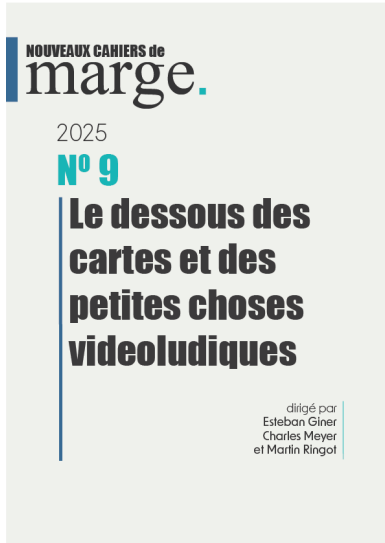 NOUVEAUX CAHIERS de
marge.
2025
Nº 9
Le dessous des
cartes et des
petites choses
videoludiques
dirigé par
Esteban Giner
Charles Meyer
et Martin Ringot